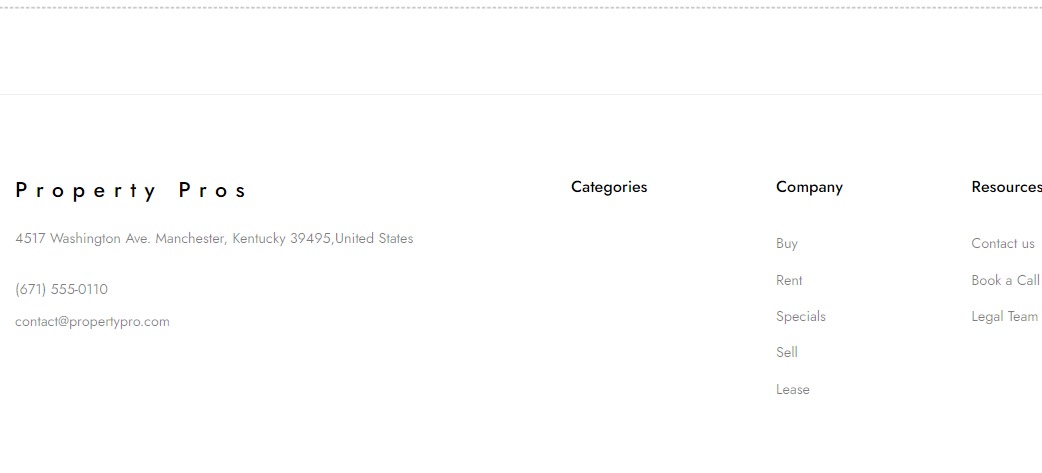 Property Pros
4517 Washington Ave. Manchester, Kentucky 39495,United States
(671) 555-0110
contact@propertypro.com
Categories
Company
Buy
Rent
Specials
Sell
Lease
Resources
Contact us
Book a Call
Legal Team